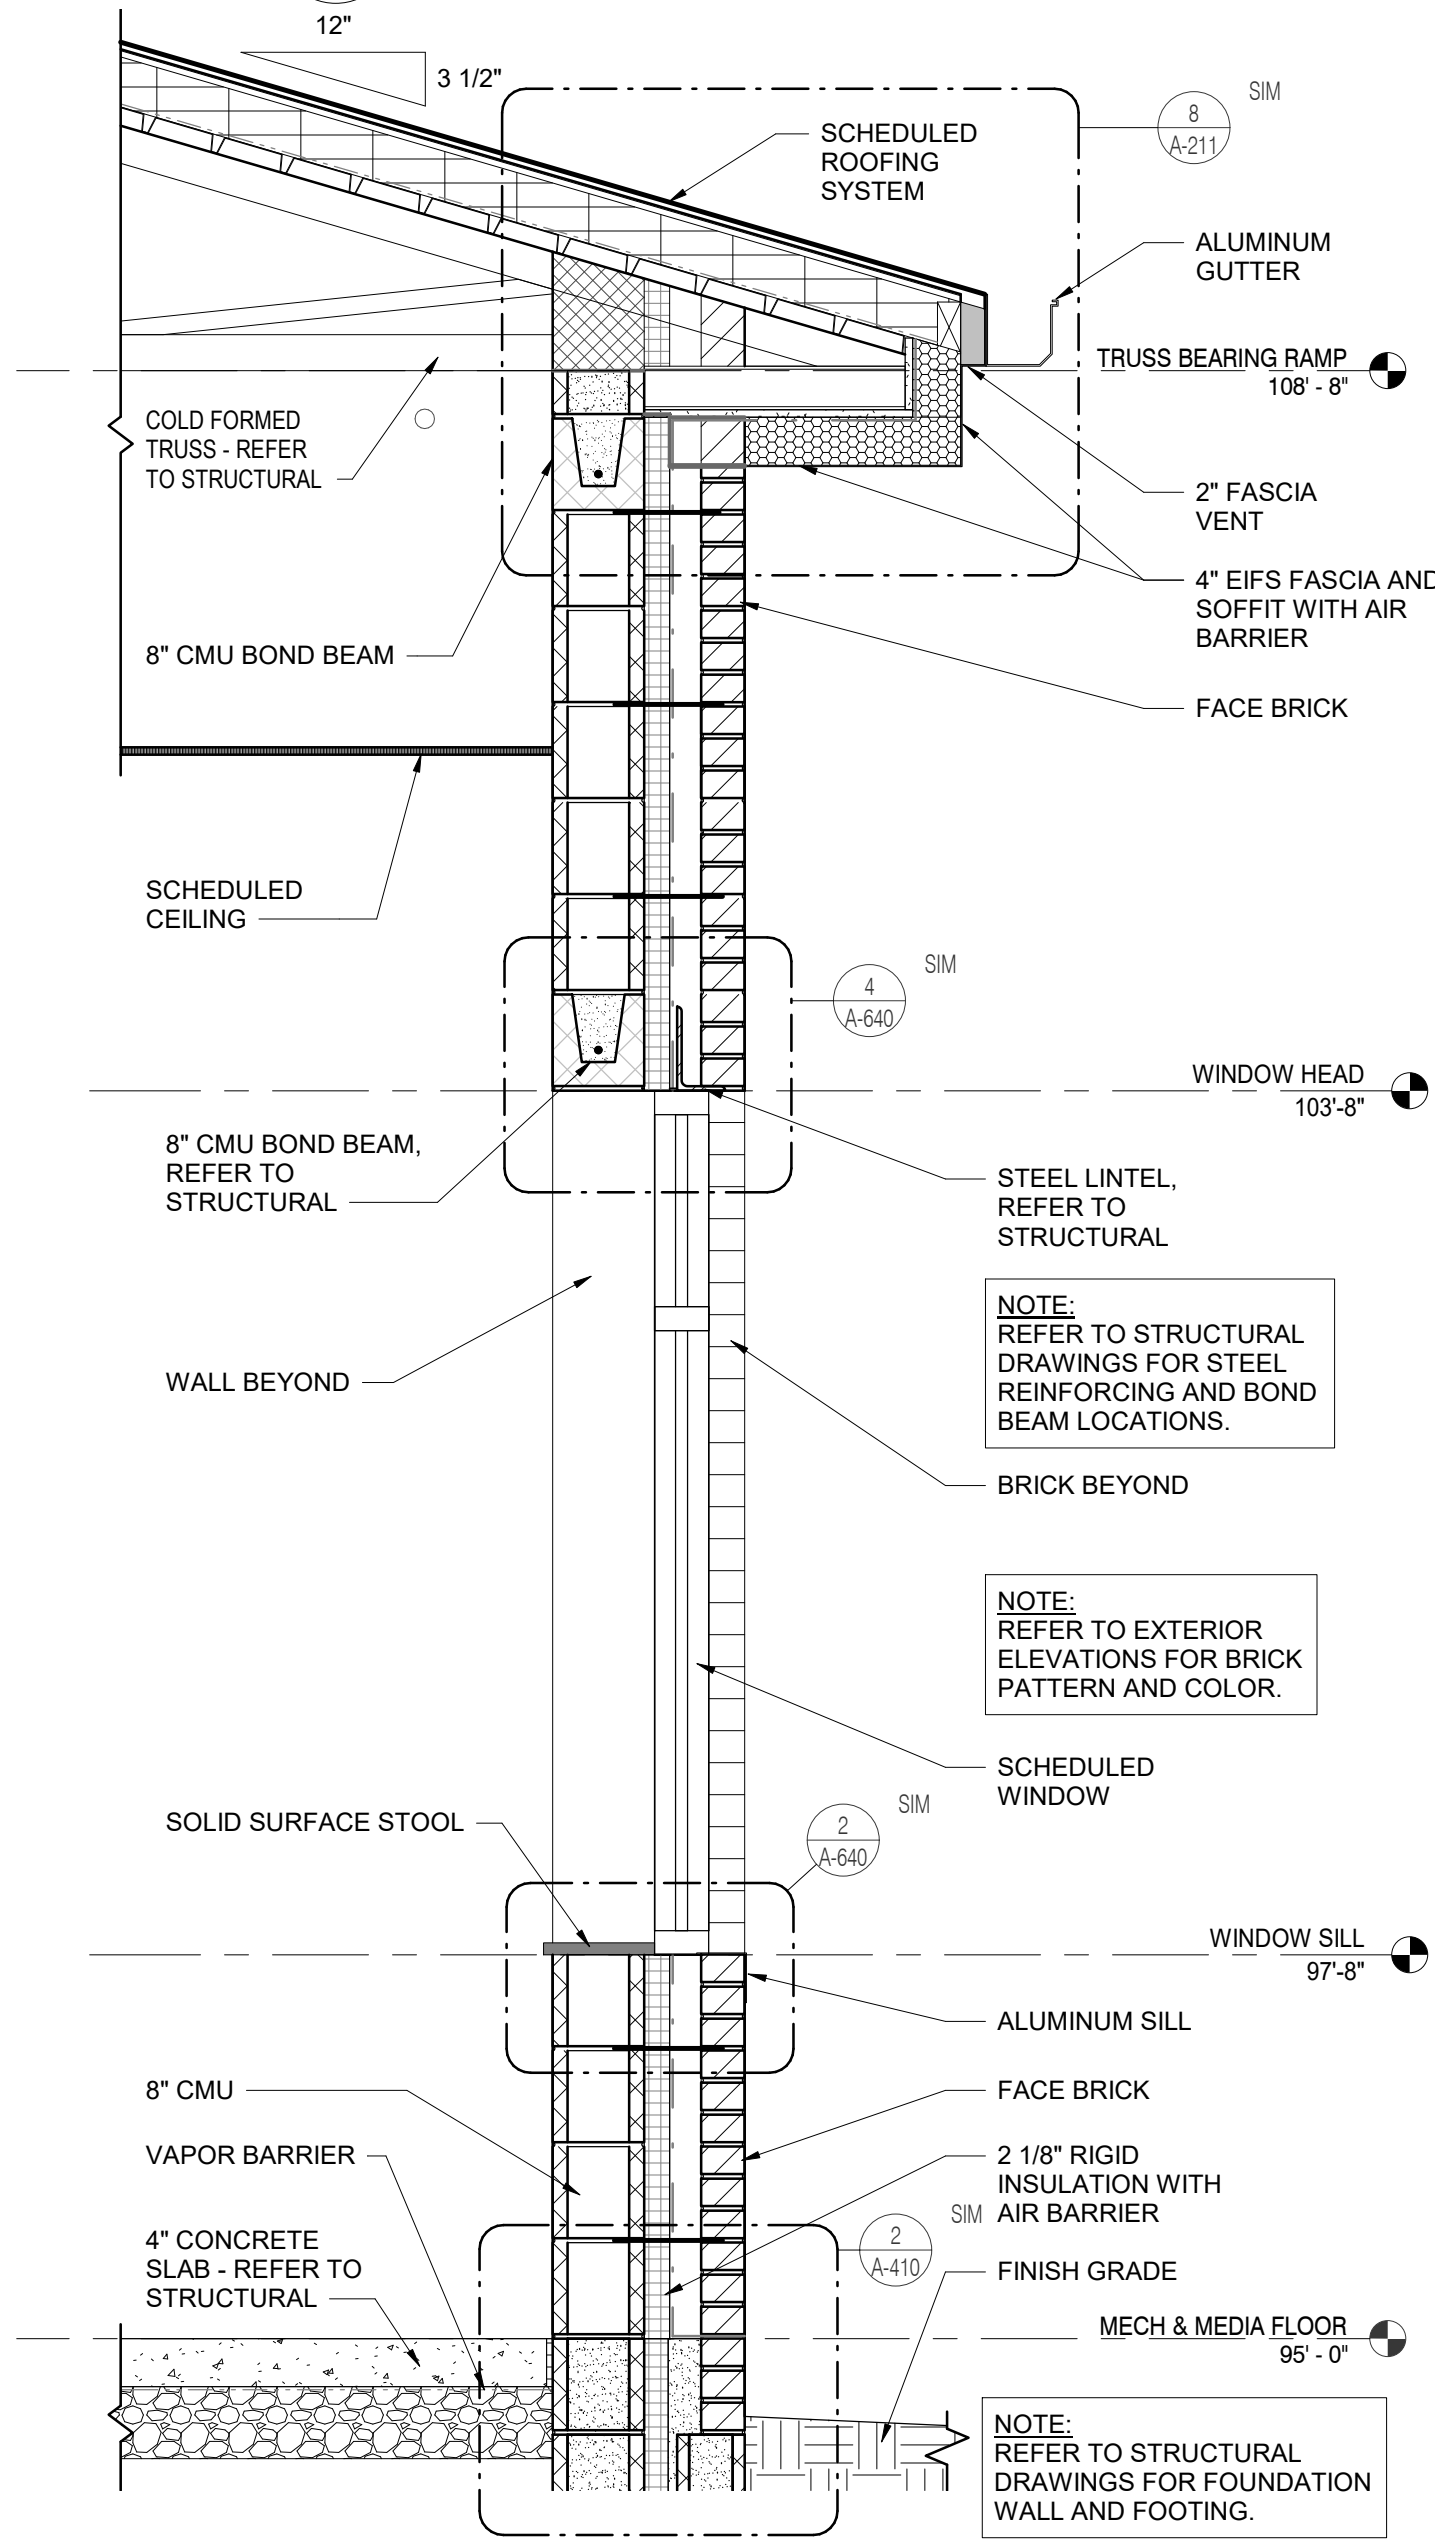 12"
3 1/2"
SIM
8
A-211
SCHEDULED
ROOFING
SYSTEM
ALUMINUM
GUTTER
TRUSS BEARING RAMP
108' - 8"
COLD FORMED
TRUSS - REFER
TO STRUCTURAL
2" FASCIA
VENT
4" EIFS FASCIA AND
SOFFIT WITH AIR
BARRIER
8" CMU BOND BEAM
FACE BRICK
SCHEDULED
CEILING
SIM
4
A-640
WINDOW HEAD
103'-8"
8" CMU BOND BEAM,
REFER TO
STRUCTURAL
STEEL LINTEL,
REFER TO
STRUCTURAL
NOTE:
REFER TO STRUCTURAL
DRAWINGS FOR STEEL
REINFORCING AND BOND
BEAM LOCATIONS.
WALL BEYOND
BRICK BEYOND
NOTE:
REFER TO EXTERIOR
ELEVATIONS FOR BRICK
PATTERN AND COLOR.
SCHEDULED
WINDOW
SOLID SURFACE STOOL
SIM
2
A-640
WINDOW SILL
97'-8"
ALUMINUM SILL
8" CMU
FACE BRICK
VAPOR BARRIER
2 1/8" RIGID
INSULATION WITH
AIR BARRIER
SIM
2
A-410
4" CONCRETE
SLAB - REFER TO
STRUCTURAL
FINISH GRADE
MECH & MEDIA FLOOR
95' - 0"
NOTE:
REFER TO STRUCTURAL
DRAWINGS FOR FOUNDATION
WALL AND FOOTING.